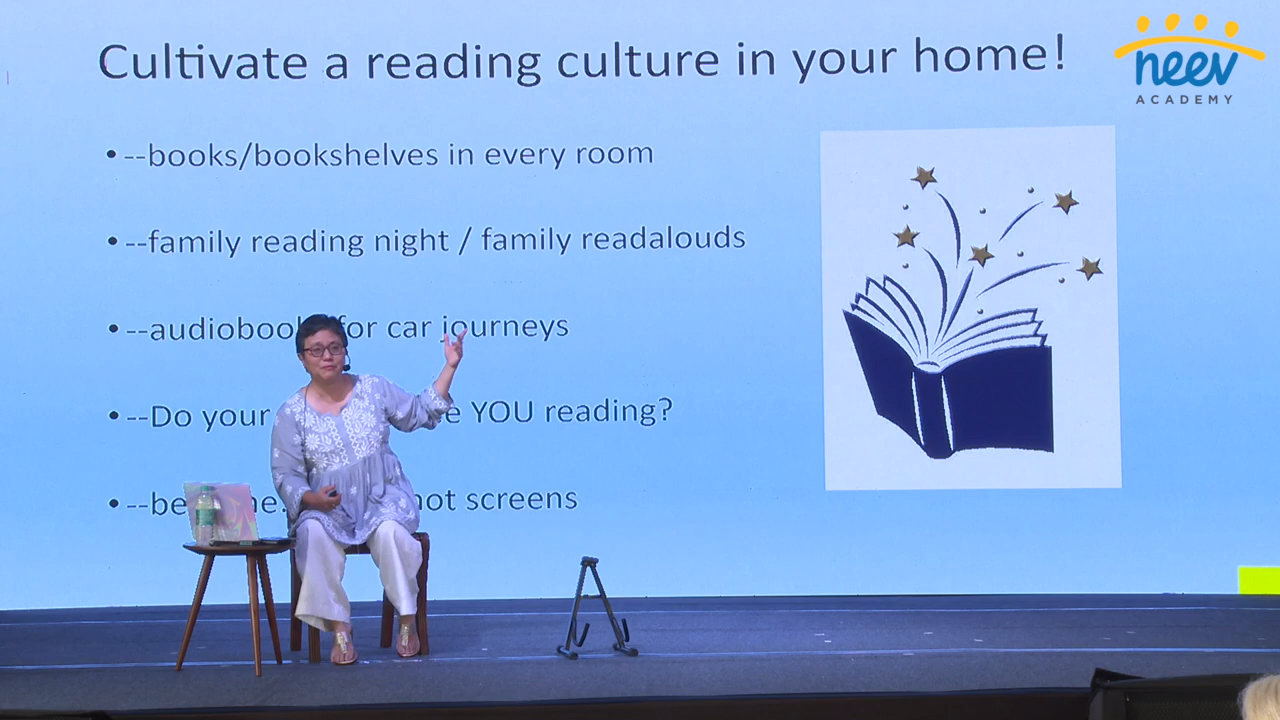 Cultivate a reading culture in your home!
neev
ACADEMY
• --books/bookshelves in every room
• --family reading night / family readalouds
• --audiobooks for car journeys
• --Do your YOU reading?
• --be not screens